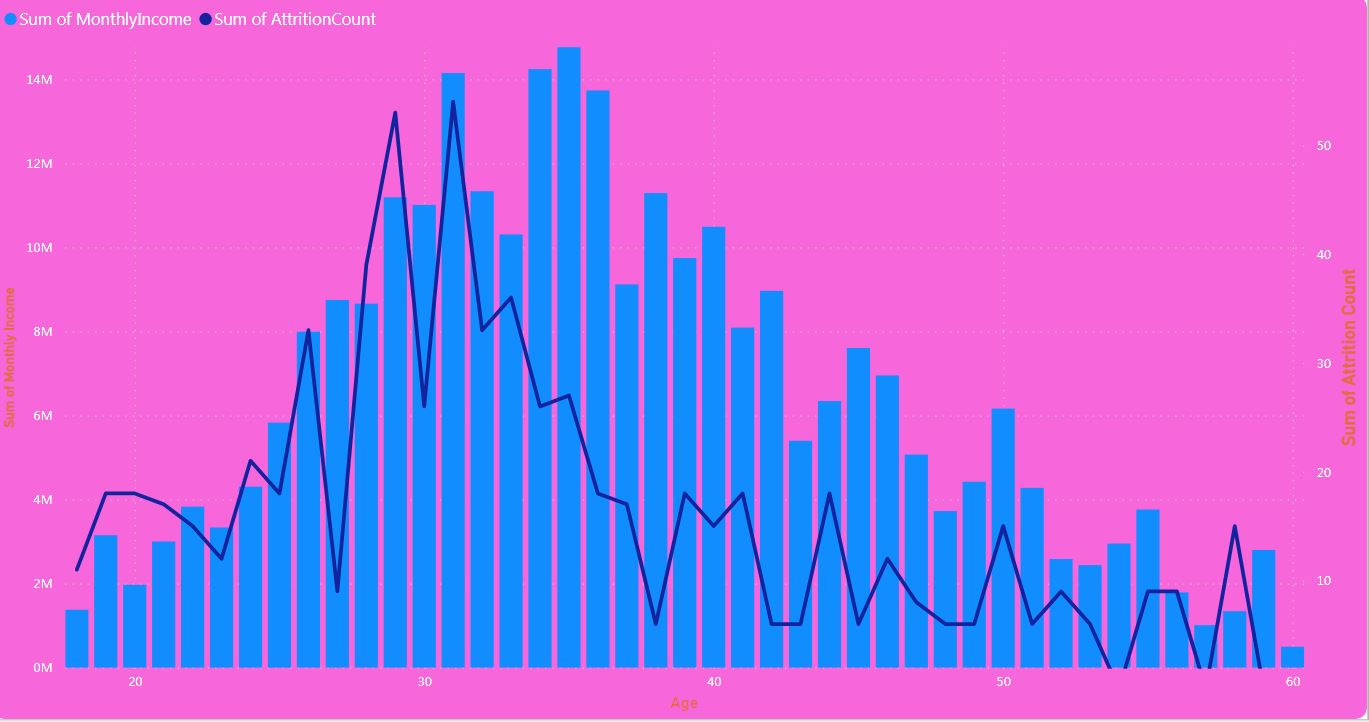 Sum of MonthlyIncome Sum of AttritionCount
14M
12M
10M
8M
6M
4M
2M
0M
Sum of Monthly Income
50
40
30
20
10
Sum of Attrition Count
20 30 40 50 60
Age